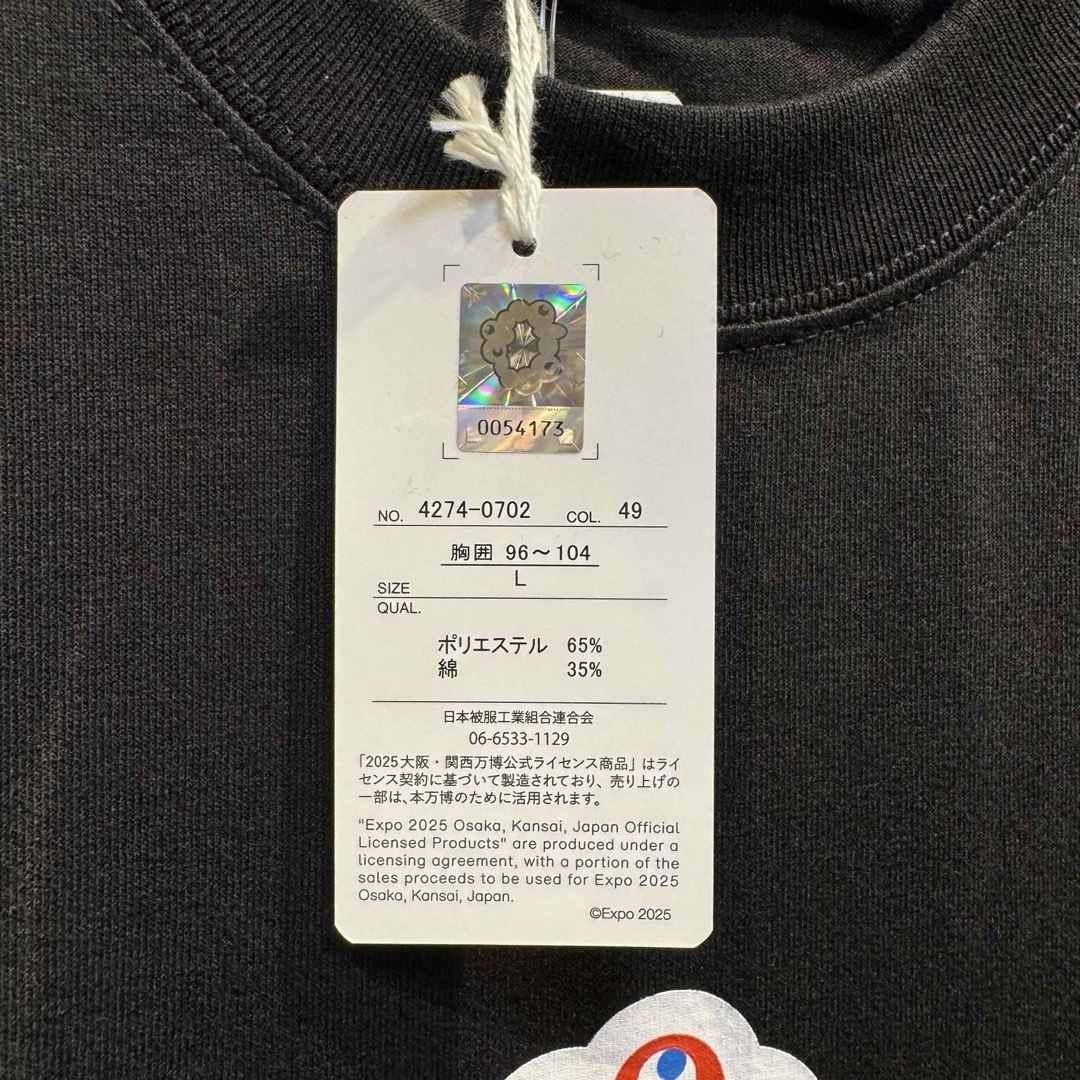 0054173
NO. 4274-0702 COL. 49
胸囲 96～104
L
SIZE
QUAL.
ポリエステル 65%
綿 35%
日本被服工業組合連合会
06-6533-1129
「2025大阪・関西万博公式ライセンス商品」はライ
センス契約に基づいて製造されており、売り上げの
一部は、本万博のために活用されます。
"Expo 2025 Osaka, Kansai, Japan Official
Licensed Products" are produced under a
licensing agreement, with a portion of the
sales proceeds to be used for Expo 2025
Osaka, Kansai, Japan.
©Expo 2025